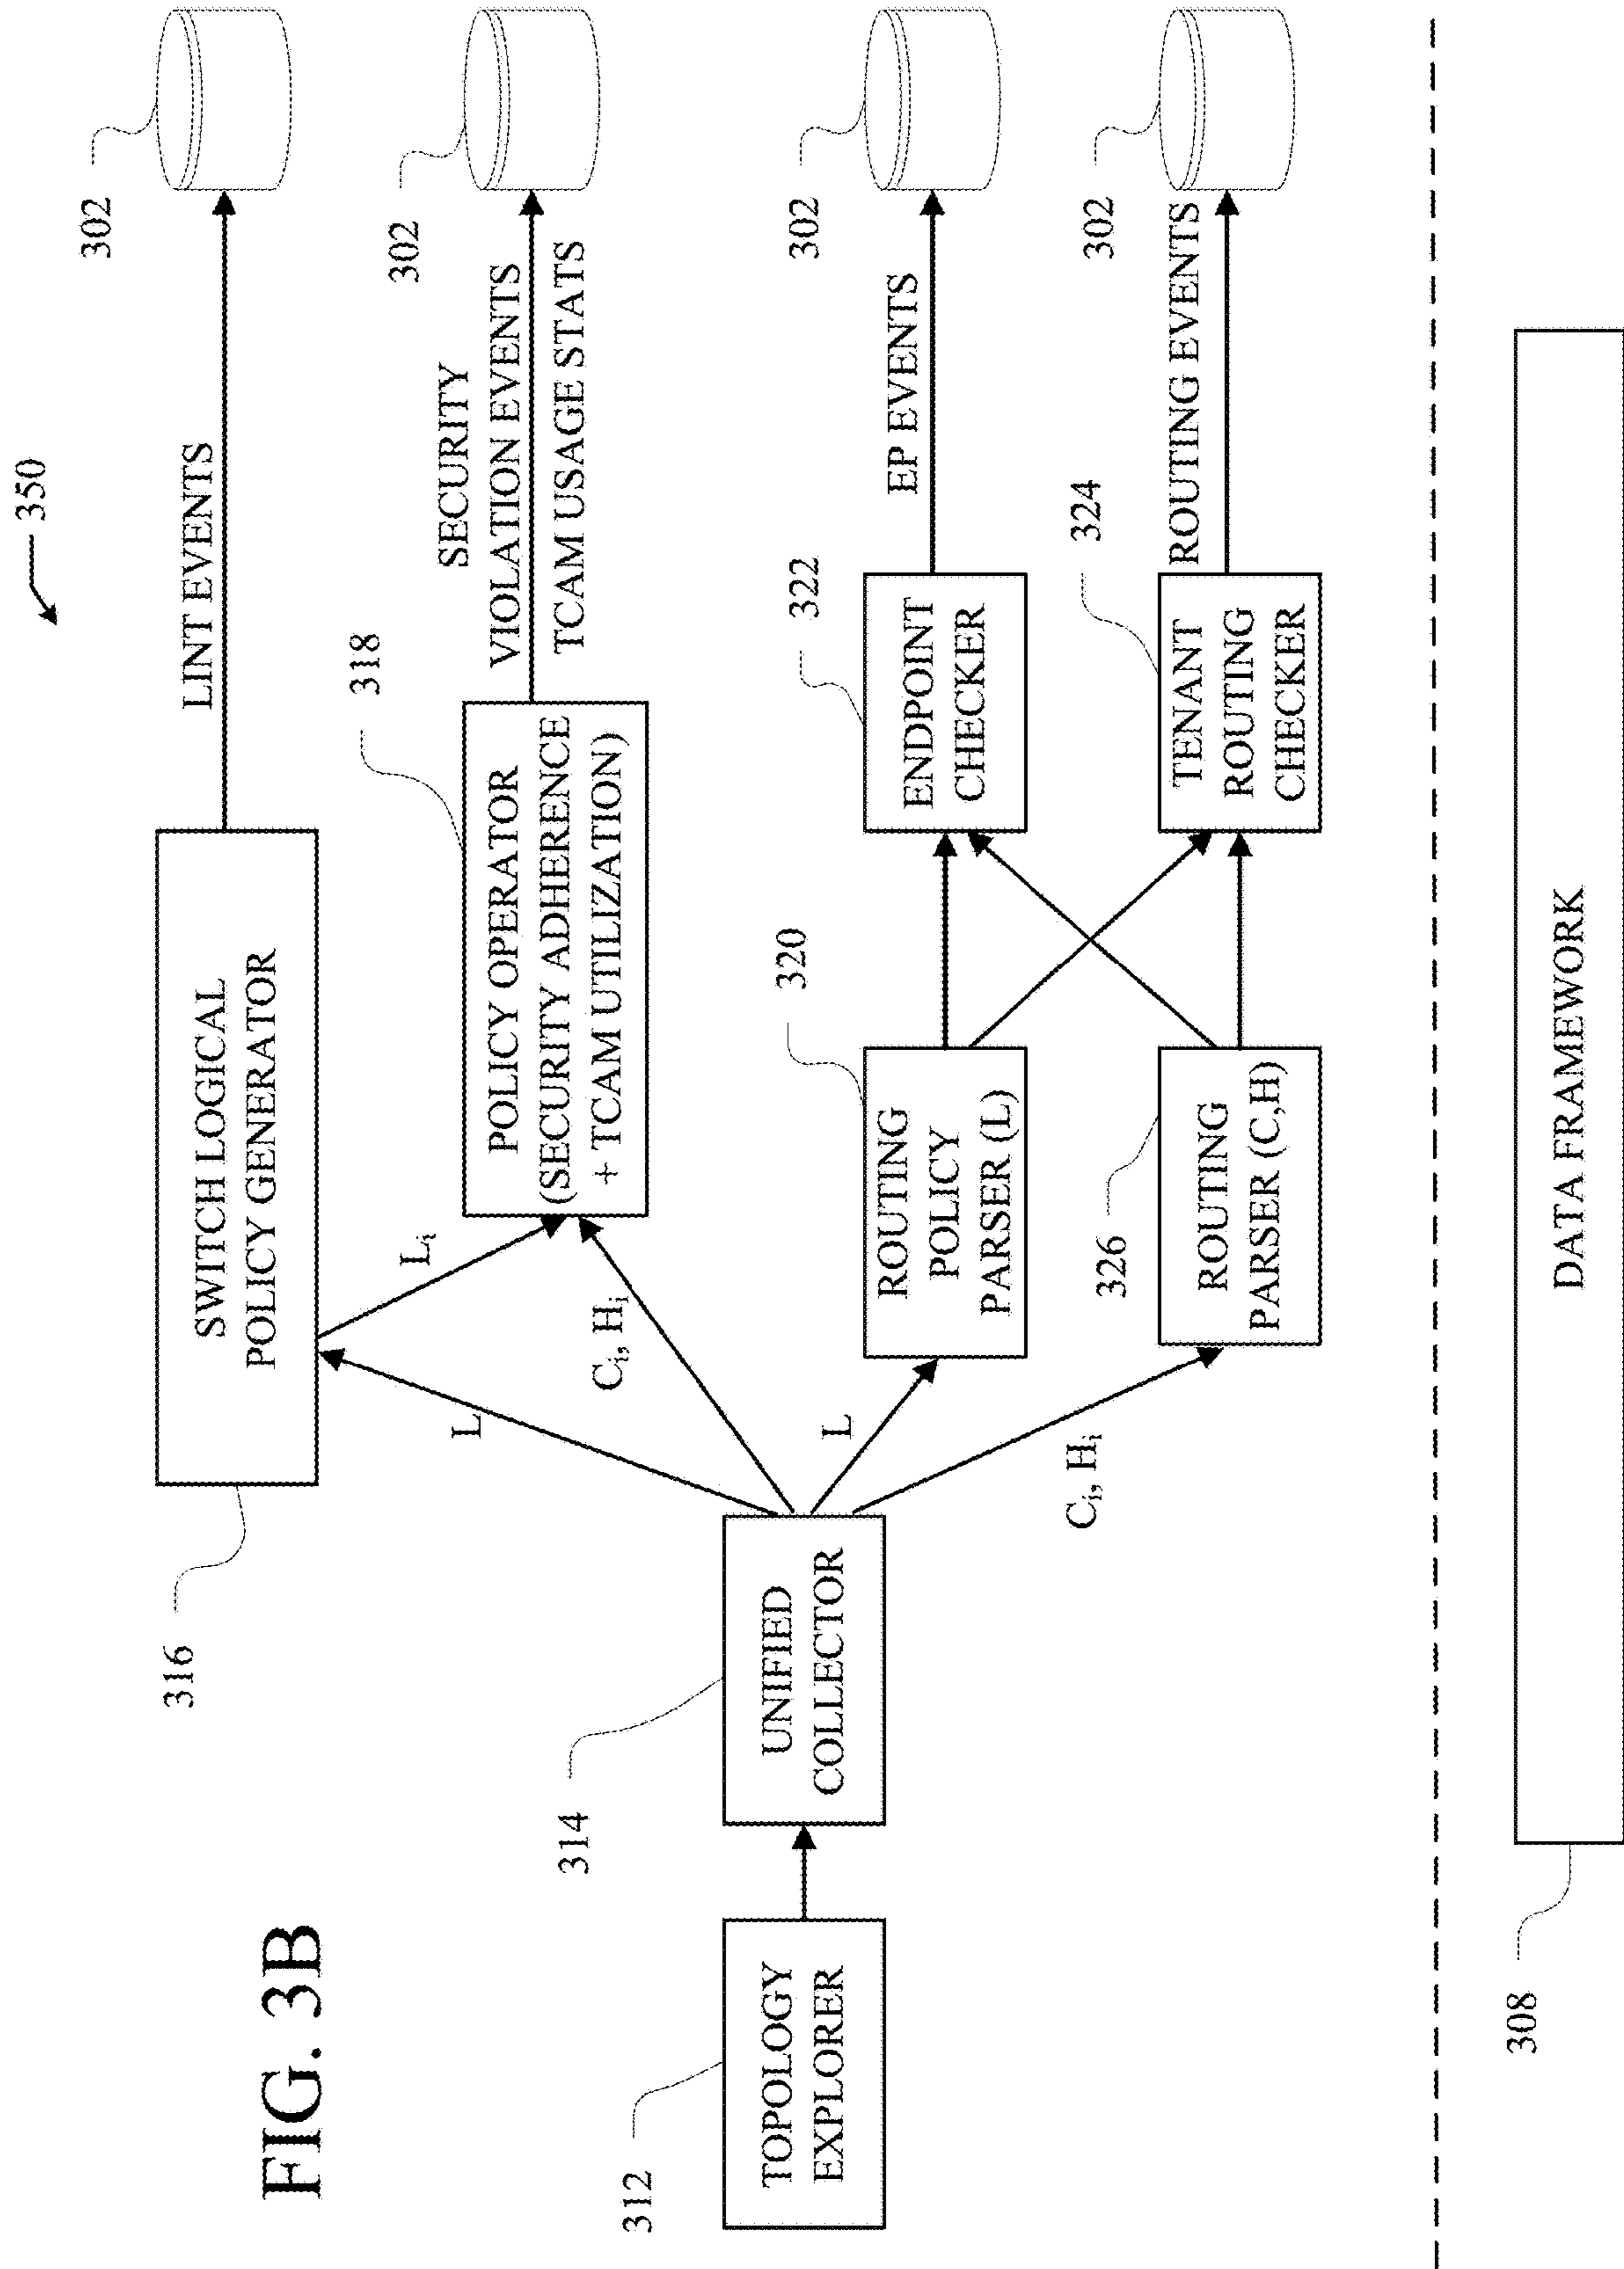 FIG. 3B
350
LINT EVENTS
302
SWITCH LOGICAL
POLICY GENERATOR
316
L
Lᵢ
SECURITY
VIOLATION EVENTS
TCAM USAGE STATS
302
318
POLICY OPERATOR
(SECURITY ADHERENCE
+ TCAM UTILIZATION)
Cᵢ, Hᵢ
312
TOPOLOGY
EXPLORER
314
UNIFIED
COLLECTOR
L
320
ROUTING
POLICY
PARSER (L)
322
ENDPOINT
CHECKER
EP EVENTS
302
Cᵢ, Hᵢ
326
ROUTING
PARSER (C,H)
324
TENANT
ROUTING
CHECKER
ROUTING EVENTS
302
308
DATA FRAMEWORK